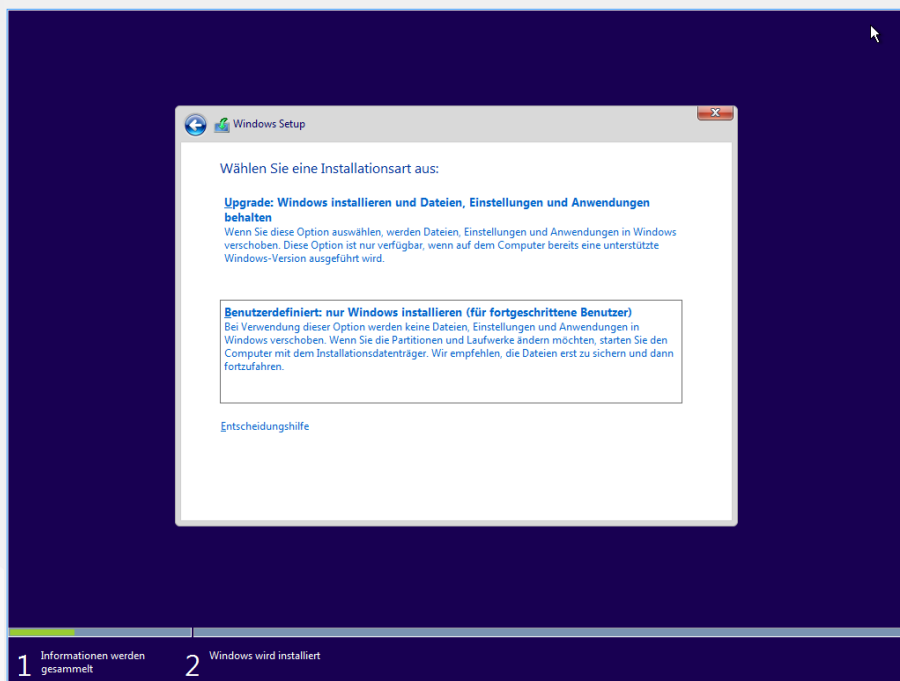 Windows Setup
Wählen Sie eine Installationsart aus:
Upgrade: Windows installieren und Dateien, Einstellungen und Anwendungen
behalten
Wenn Sie diese Option auswählen, werden Dateien, Einstellungen und Anwendungen in Windows
verschoben. Diese Option ist nur verfügbar, wenn auf dem Computer bereits eine unterstützte
Windows-Version ausgeführt wird.
Benutzerdefiniert: nur Windows installieren (für fortgeschrittene Benutzer)
Bei Verwendung dieser Option werden keine Dateien, Einstellungen und Anwendungen in
Windows verschoben. Wenn Sie die Partitionen und Laufwerke ändern möchten, starten Sie den
Computer mit dem Installationsdatenträger. Wir empfehlen, die Dateien erst zu sichern und dann
fortzufahren.
Entscheidungshilfe
1 Informationen werden
gesammelt
2 Windows wird installiert